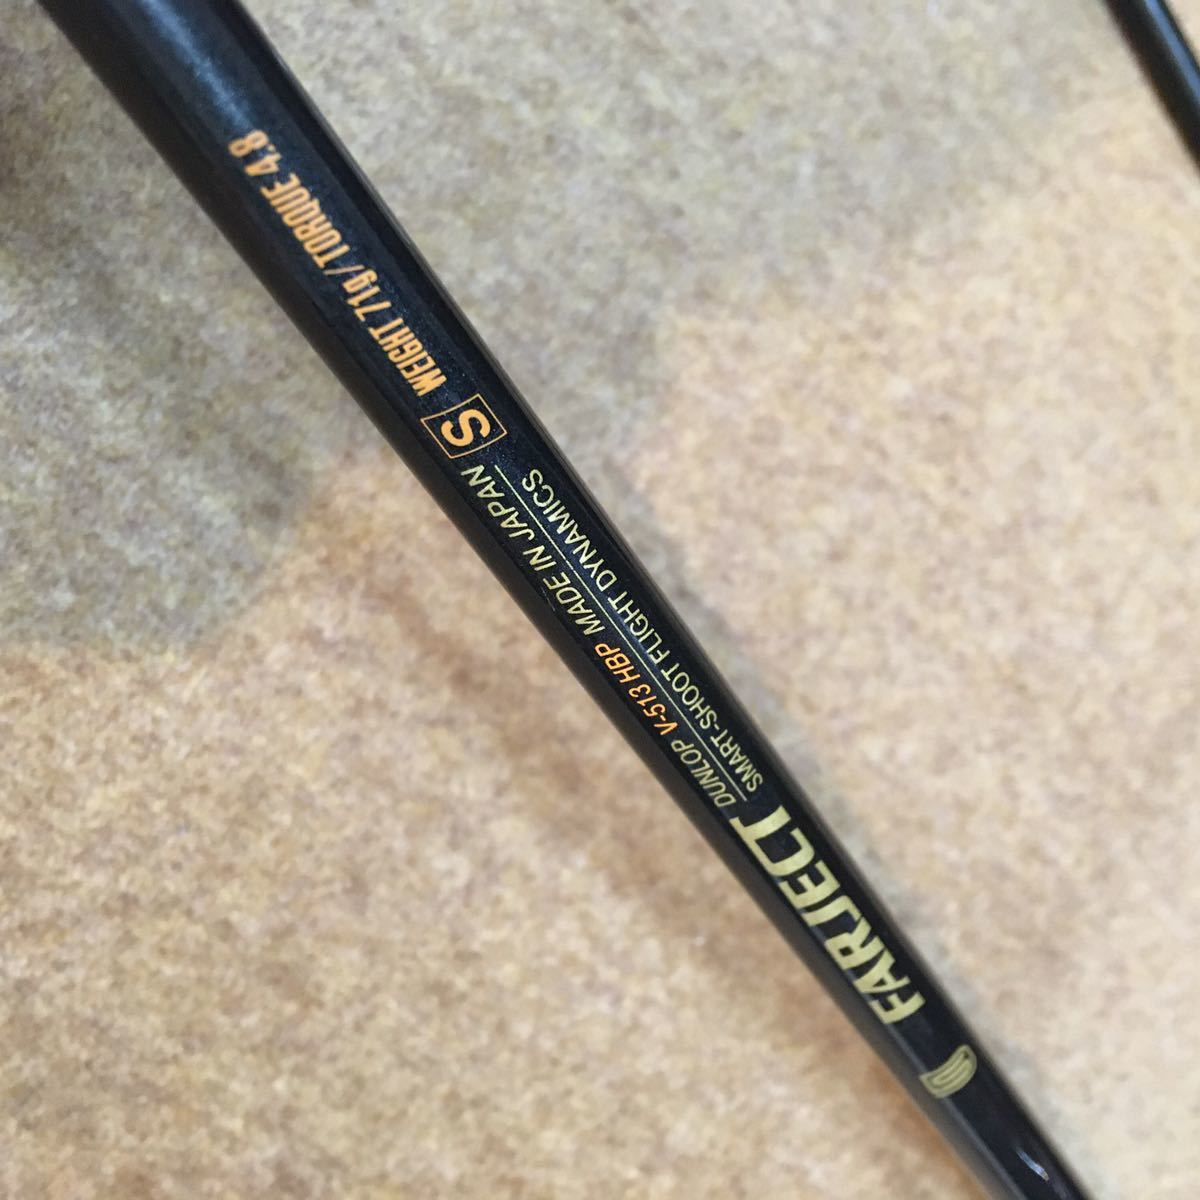 FARJECT
SMART-SHOOT FLIGHT DYNAMICS
DUNLOP V-513 HBP MADE IN JAPAN
S WEIGHT 71g/TORQUE 4.8